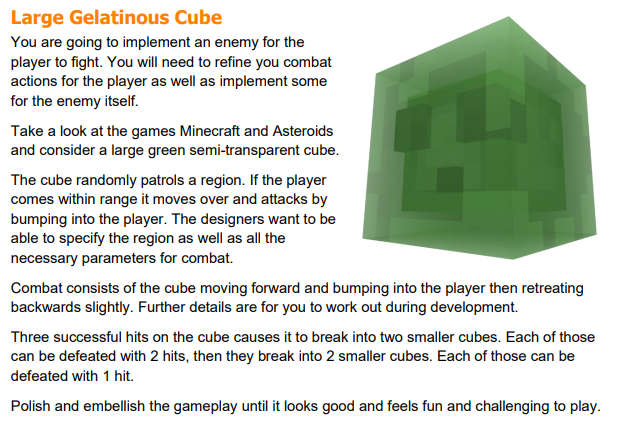 Large Gelatinous Cube
You are going to implement an enemy for the
player to fight. You will need to refine you combat
actions for the player as well as implement some
for the enemy itself.
Take a look at the games Minecraft and Asteroids
and consider a large green semi-transparent cube.
The cube randomly patrols a region. If the player
comes within range it moves over and attacks by
bumping into the player. The designers want to be
able to specify the region as well as all the
necessary parameters for combat.
Combat consists of the cube moving forward and bumping into the player then retreating
backwards slightly. Further details are for you to work out during development.
Three successful hits on the cube causes it to break into two smaller cubes. Each of those
can be defeated with 2 hits, then they break into 2 smaller cubes. Each of those can be
defeated with 1 hit.
Polish and embellish the gameplay until it looks good and feels fun and challenging to play.